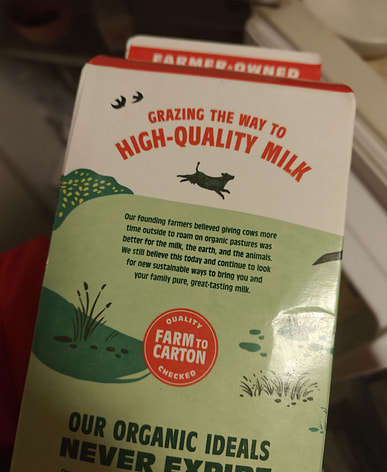 FARMER-OWNED
GRAZING THE WAY TO
HIGH-QUALITY MILK
Our founding farmers believed giving cows more
time outside to roam on organic pastures was
better for the milk, the earth, and the animals.
We still believe this today and continue to look
for new sustainable ways to bring you and
your family pure, great-tasting milk.
QUALITY
FARM TO
CARTON
CHECKED
OUR ORGANIC IDEALS
NEVER EXPIRE